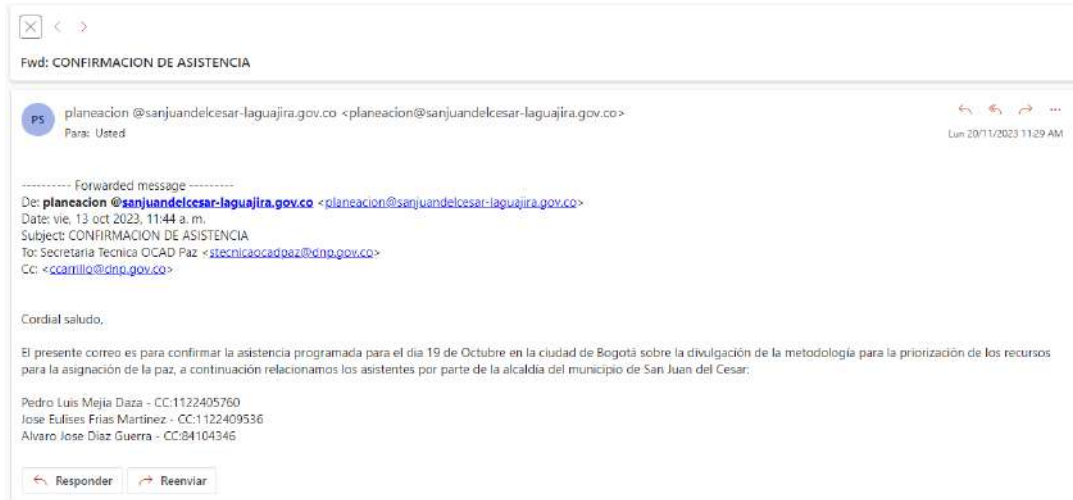 Fwd: CONFIRMACION DE ASISTENCIA
PS
planeacion @sanjuandelcesar-laguajira.gov.co <planeacion@sanjuandelcesar-laguajira.gov.co>
Para: Usted
Lun 20/11/2023 11:29 AM
---------- Forwarded message ---------
De: planeacion @sanjuandelcesar-laguajira.gov.co <planeacion@sanjuandelcesar-laguajira.gov.co>
Date: vie, 13 oct 2023, 11:44 a. m.
Subject: CONFIRMACION DE ASISTENCIA
To: Secretaria Tecnica OCAD Paz <stecnicaocadpaz@dnp.gov.co>
Cc: <ccarrillo@dnp.gov.co>
Cordial saludo,
El presente correo es para confirmar la asistencia programada para el dia 19 de Octubre en la ciudad de Bogotá sobre la divulgación de la metodología para la priorización de los recursos
para la asignación de la paz, a continuación relacionamos los asistentes por parte de la alcaldía del municipio de San Juan del Cesar:
Pedro Luis Mejia Daza - CC:1122405760
Jose Eulises Frias Martinez - CC:1122409536
Alvaro Jose Diaz Guerra - CC:84104346
Responder
Reenviar